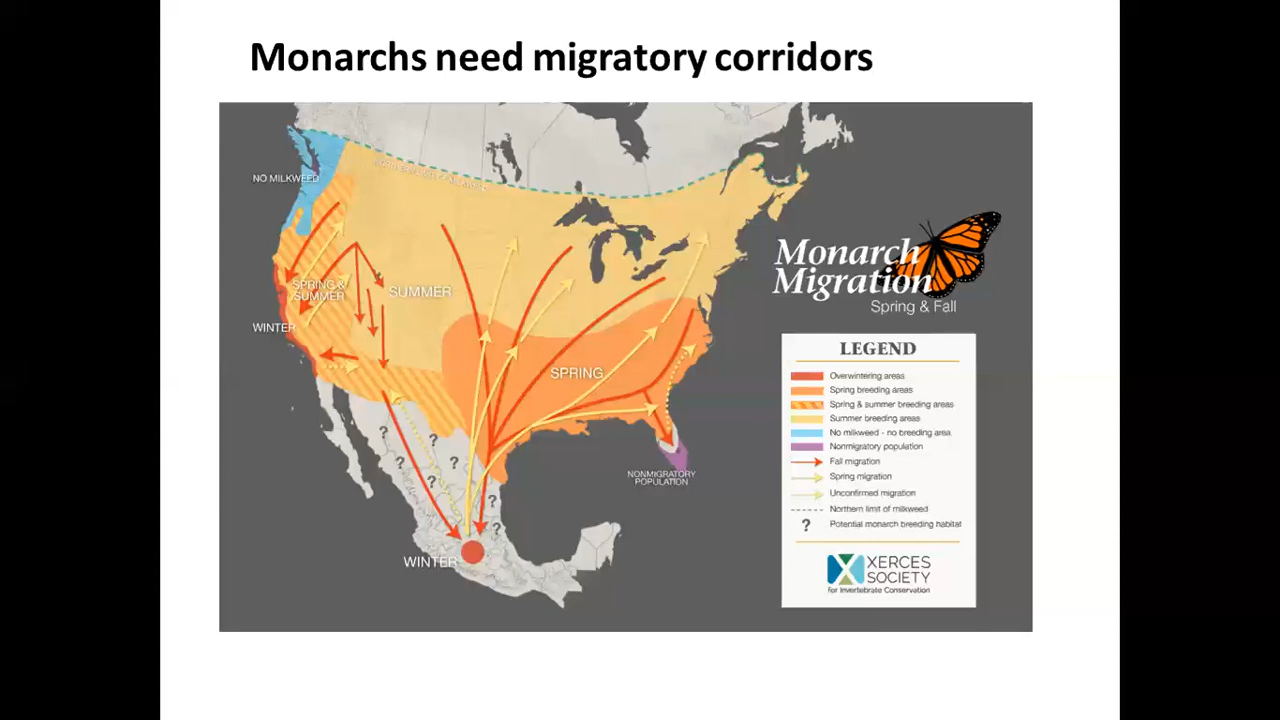 Monarchs need migratory corridors
NO MILKWEED
SPRING &
SUMMER
SUMMER
WINTER
SPRING
NONMIGRATORY
POPULATION
WINTER
?
?
?
?
?
?
?
Monarch
Migration
Spring & Fall
LEGEND
Overwintering areas
Spring breeding areas
Spring & summer breeding areas
Summer breeding areas
No milkweed - no breeding area
Nonmigratory population
Fall migration
Spring migration
Unconfirmed migration
Northern limit of milkweed
? Potential monarch breeding habitat
XERCES
SOCIETY
for Invertebrate Conservation